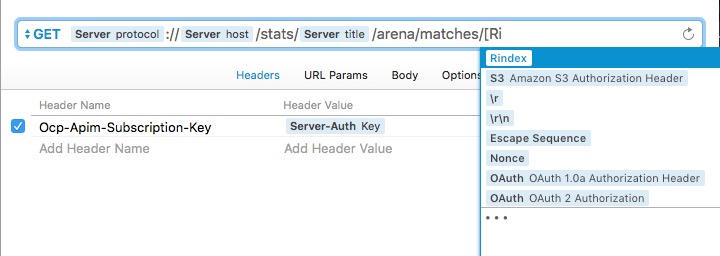 GET Server protocol :// Server host /stats/ Server title /arena/matches/[Ri
Rindex
Headers URL Params Body Options
S3 Amazon S3 Authorization Header
\r
\r\n
Escape Sequence
Nonce
OAuth OAuth 1.0a Authorization Header
OAuth OAuth 2 Authorization
•••
Header Name Header Value
Ocp-Apim-Subscription-Key Server-Auth Key
Add Header Name Add Header Value